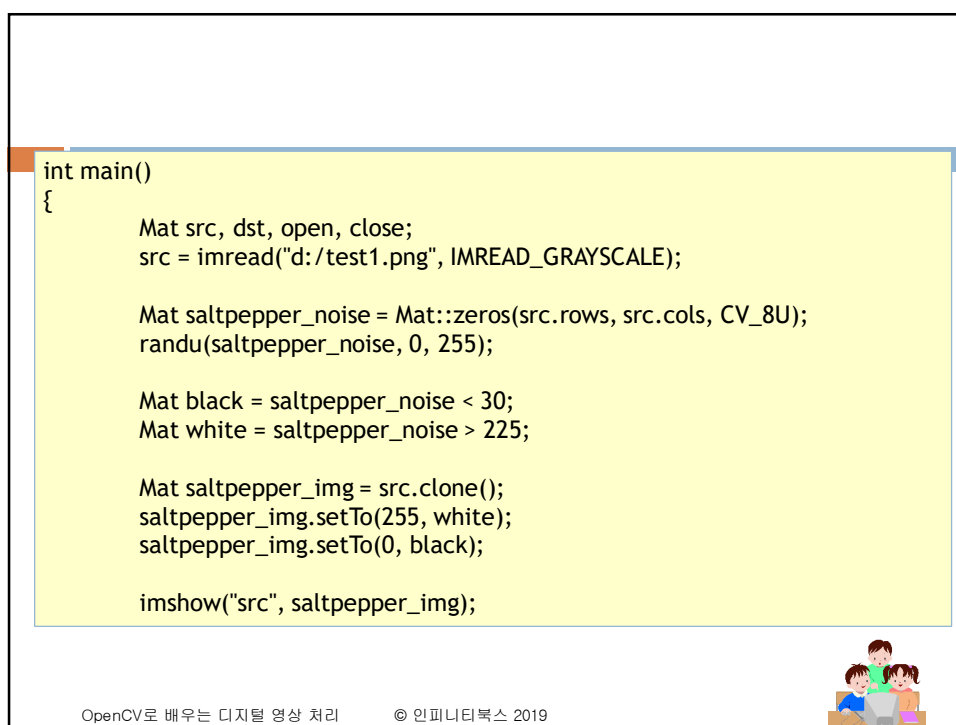 int main()
{
Mat src, dst, open, close;
src = imread("d:/test1.png", IMREAD_GRAYSCALE);
Mat saltpepper_noise = Mat::zeros(src.rows, src.cols, CV_8U);
randu(saltpepper_noise, 0, 255);
Mat black = saltpepper_noise < 30;
Mat white = saltpepper_noise > 225;
Mat saltpepper_img = src.clone();
saltpepper_img.setTo(255, white);
saltpepper_img.setTo(0, black);
imshow("src", saltpepper_img);
OpenCV로 배우는 디지털 영상 처리 © 인피니티북스 2019